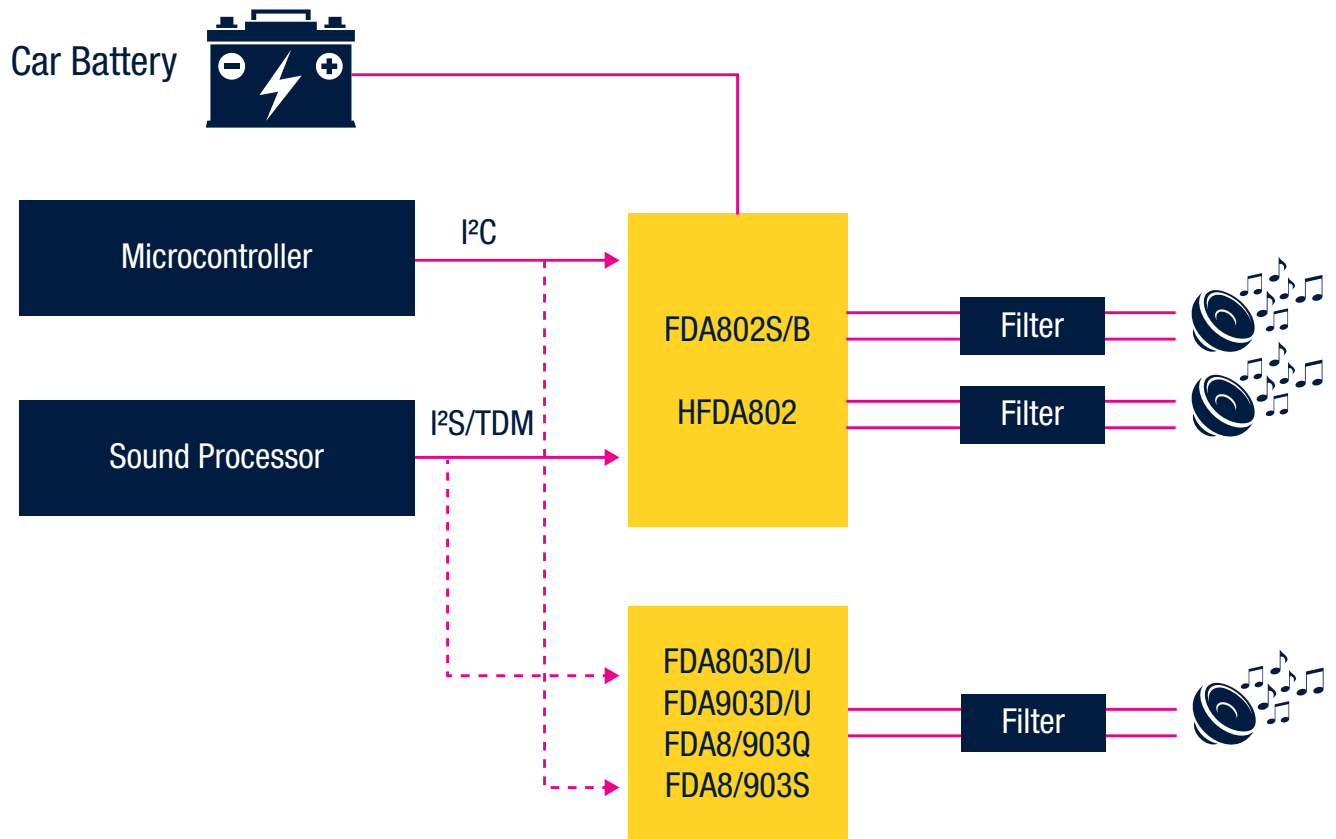 Car Battery
Microcontroller
I²C
FDA802S/B
Filter
HFDA802
Filter
I²S/TDM
Sound Processor
FDA803D/U
FDA903D/U
FDA8/903Q
FDA8/903S
Filter